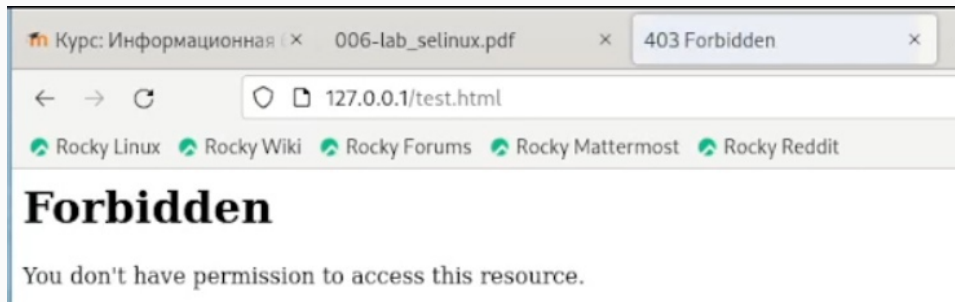 Курс: Информационная (
006-lab_selinux.pdf
403 Forbidden
127.0.0.1/test.html
Rocky Linux Rocky Wiki Rocky Forums Rocky Mattermost Rocky Reddit
Forbidden
You don't have permission to access this resource.